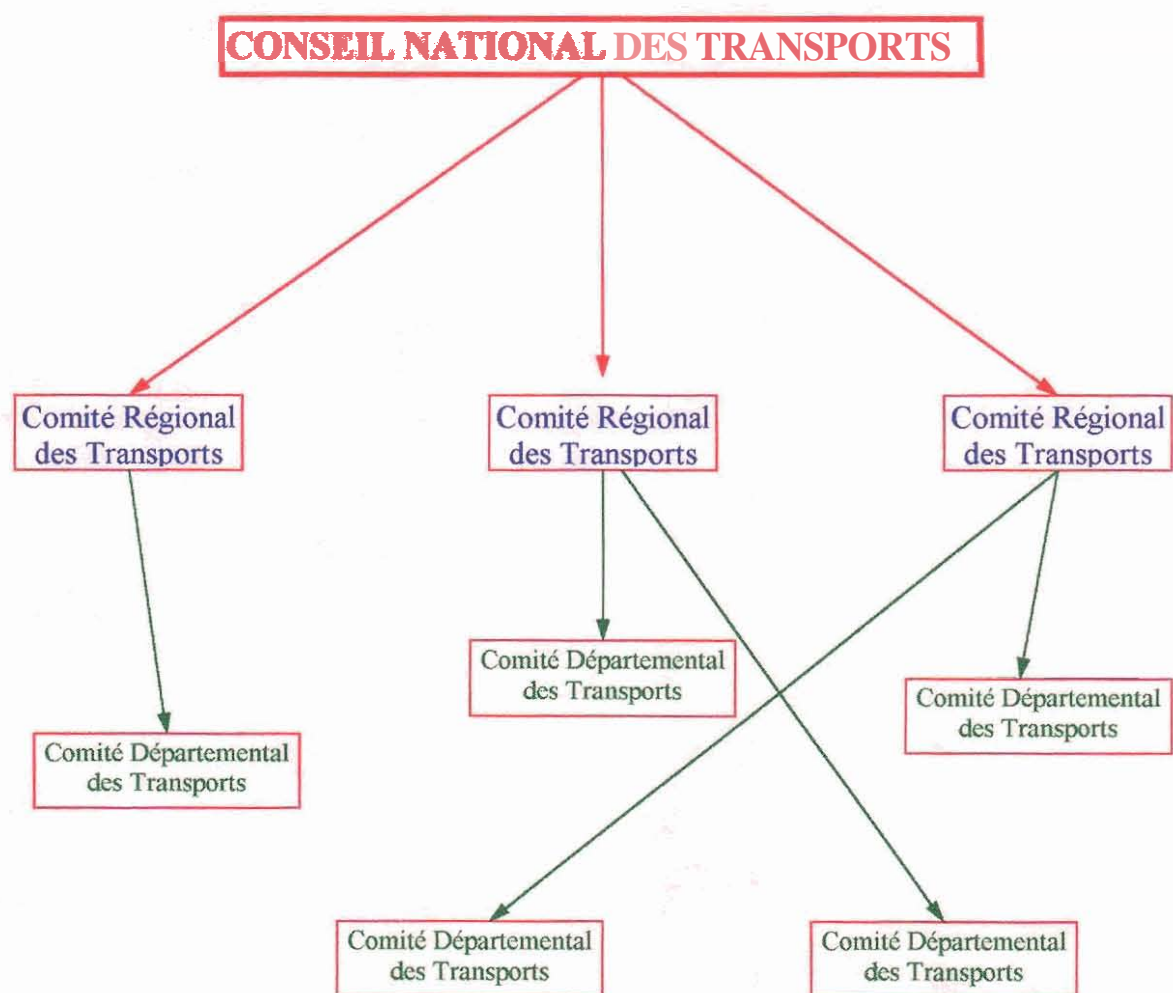 CONSEIL NATIONAL DES TRANSPORTS
Comité Régional
des Transports
Comité Régional
des Transports
Comité Régional
des Transports
Comité Départemental
des Transports
Comité Départemental
des Transports
Comité Départemental
des Transports
Comité Départemental
des Transports
Comité Départemental
des Transports